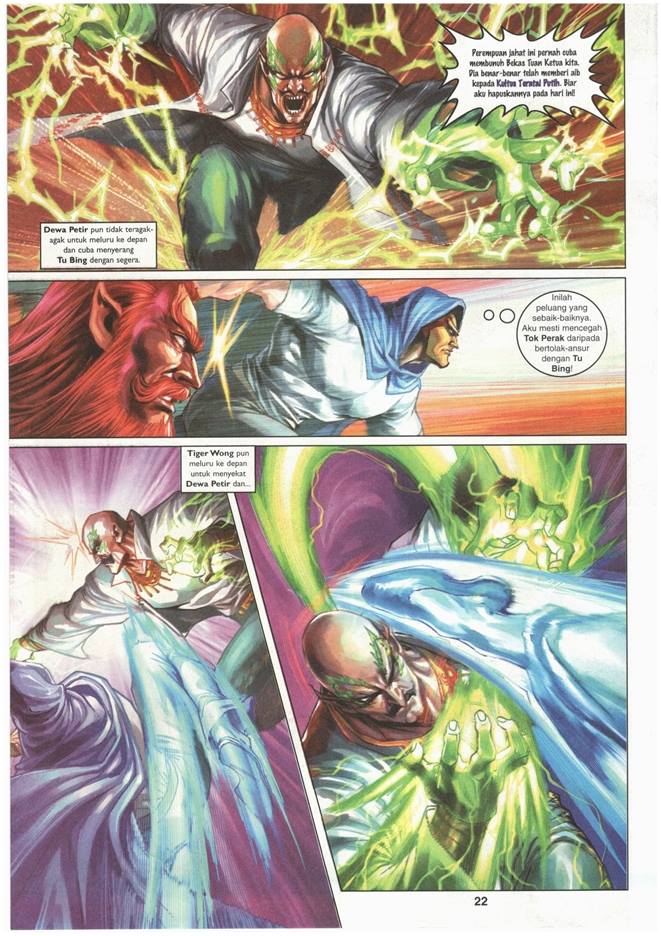 Perempuan jahat ini pernah cuba
membunuh Bekas Tuan Ketua kita.
Dia benar-benar telah memberi aib
kepada Kultus Teratai Putih. Biar
aku hapuskannya pada hari ini!
Dewa Petir pun tidak teragak-
agak untuk meluru ke depan
dan cuba menyerang
Tu Bing dengan segera.
Inilah
peluang yang
sebaik-baiknya.
Aku mesti mencegah
Tok Perak daripada
bertolak-ansur
dengan Tu
Bing!
Tiger Wong pun
meluru ke depan
untuk menyekat
Dewa Petir dan...
22